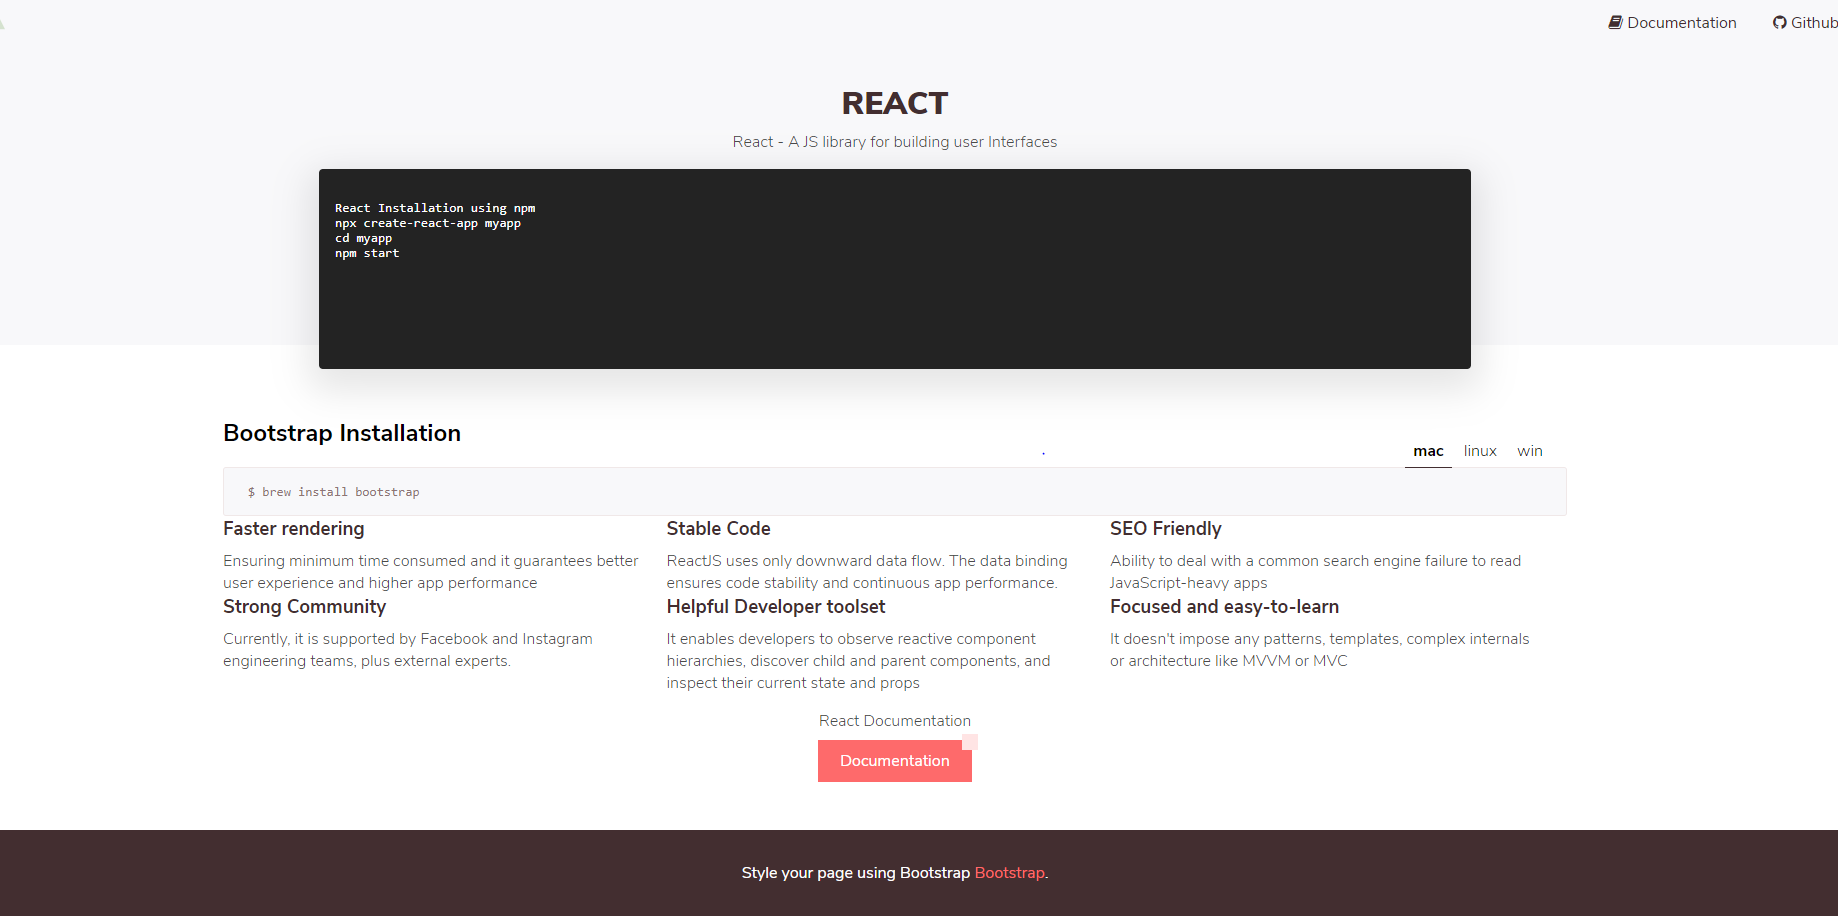 Documentation
Github
REACT
React - A JS library for building user Interfaces
React Installation using npm
npx create-react-app myapp
cd myapp
npm start
Bootstrap Installation
mac linux win
$ brew install bootstrap
Faster rendering
Ensuring minimum time consumed and it guarantees better
user experience and higher app performance
Stable Code
ReactJS uses only downward data flow. The data binding
ensures code stability and continuous app performance.
SEO Friendly
Ability to deal with a common search engine failure to read
JavaScript-heavy apps
Strong Community
Currently, it is supported by Facebook and Instagram
engineering teams, plus external experts.
Helpful Developer toolset
It enables developers to observe reactive component
hierarchies, discover child and parent components, and
inspect their current state and props
Focused and easy-to-learn
It doesn't impose any patterns, templates, complex internals
or architecture like MVVM or MVC
React Documentation
Documentation
Style your page using Bootstrap Bootstrap.